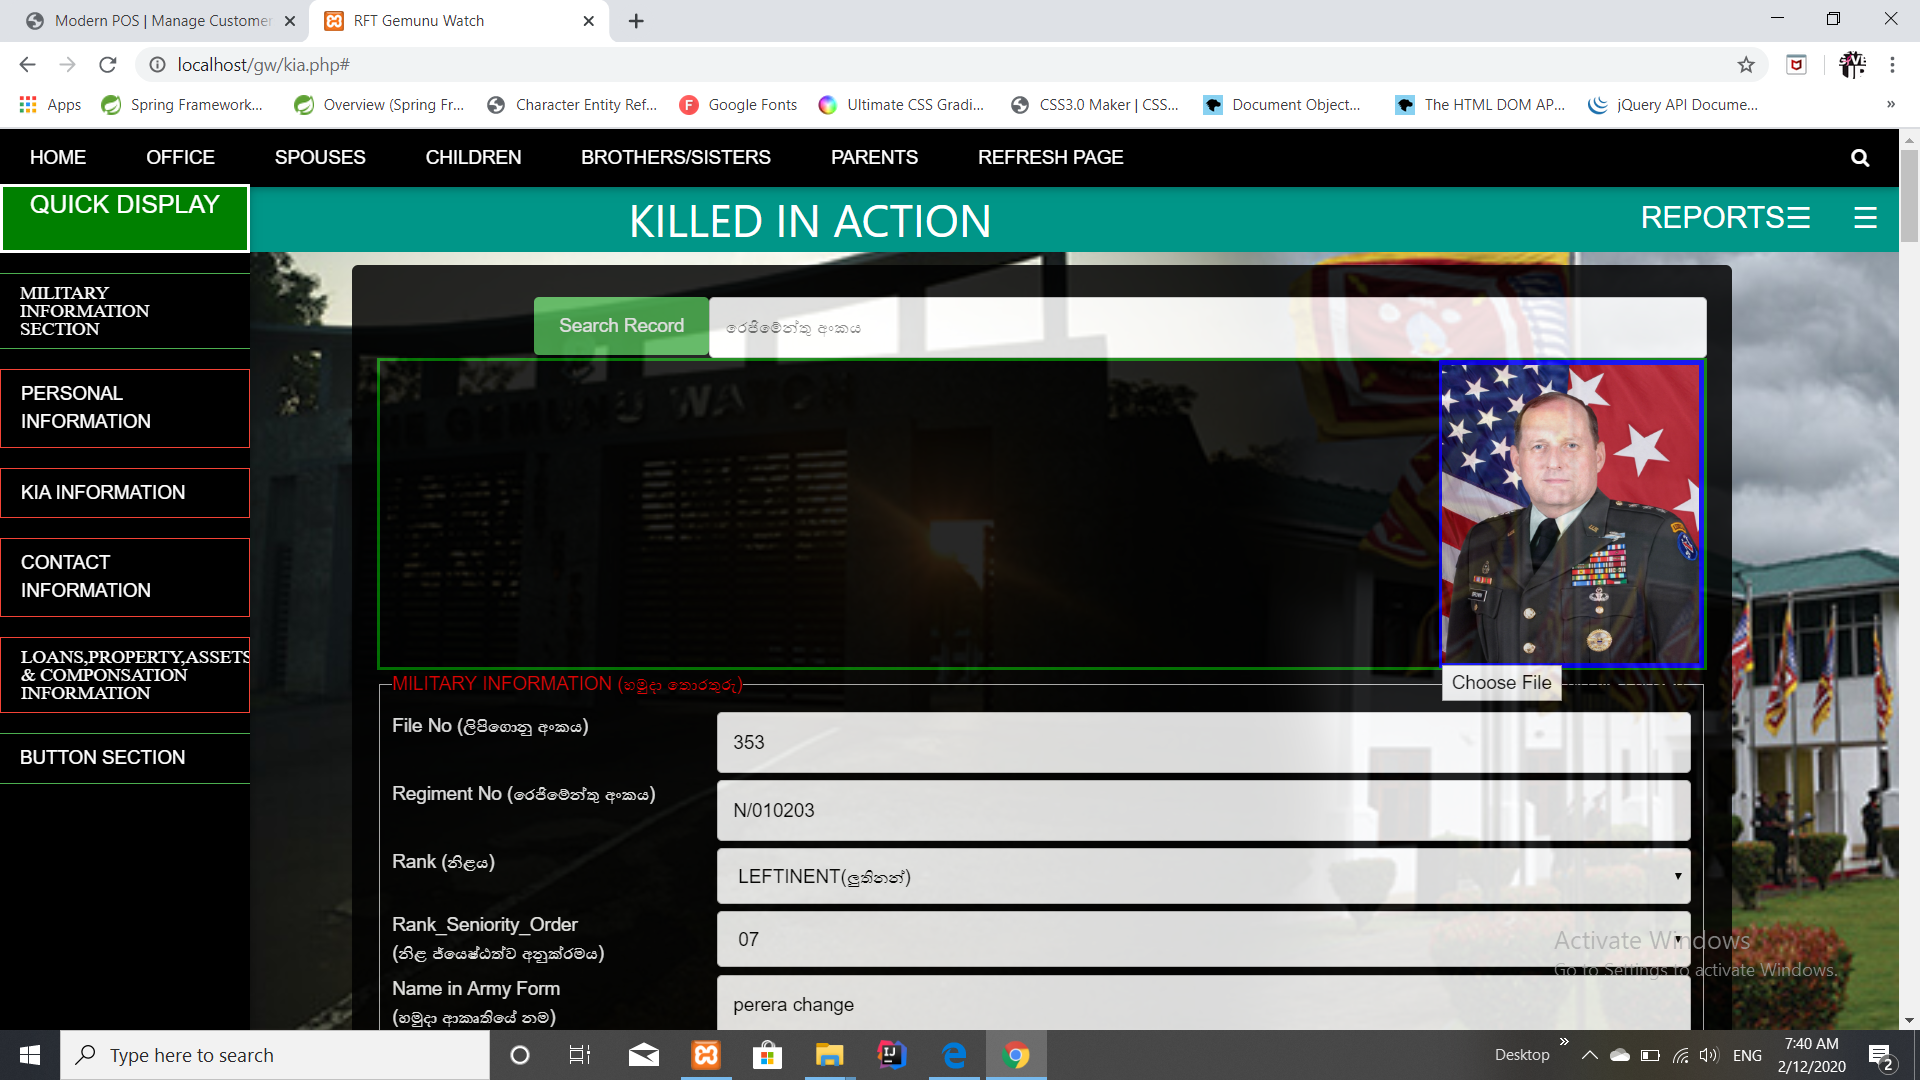 Modern POS | Manage Customer
RFT Gemunu Watch
localhost/gw/kia.php#
Apps
Spring Framework...
Overview (Spring Fr...
Character Entity Ref...
Google Fonts
Ultimate CSS Gradi...
CSS3.0 Maker | CSS...
Document Object...
The HTML DOM AP...
jQuery API Docume...
»
HOME
OFFICE
SPOUSES
CHILDREN
BROTHERS/SISTERS
PARENTS
REFRESH PAGE
QUICK DISPLAY
KILLED IN ACTION
REPORTS☰
☰
MILITARY
INFORMATION
SECTION
PERSONAL
INFORMATION
KIA INFORMATION
CONTACT
INFORMATION
LOANS,PROPERTY,ASSETS
& COMPONSATION
INFORMATION
BUTTON SECTION
Search Record
රෙජිමේන්තු අංකය
THE GEMUNU WA
Choose File
MILITARY INFORMATION (හමුදා තොරතුරු)
File No (ලිපිගොනු අංකය)
353
Regiment No (රෙජිමේන්තු අංකය)
N/010203
Rank (නිළය)
LEFTINENT(ලුතිනන්)
Rank_Seniority_Order
(නිළ ජ්යෙෂ්ඨත්ව අනුක්රමය)
07
Name in Army Form
(හමුදා ආකෘතියේ නම)
perera change
Activate Windows
Go to Settings to activate Windows.
Type here to search
Desktop
»
ENG
7:40 AM
2/12/2020
2